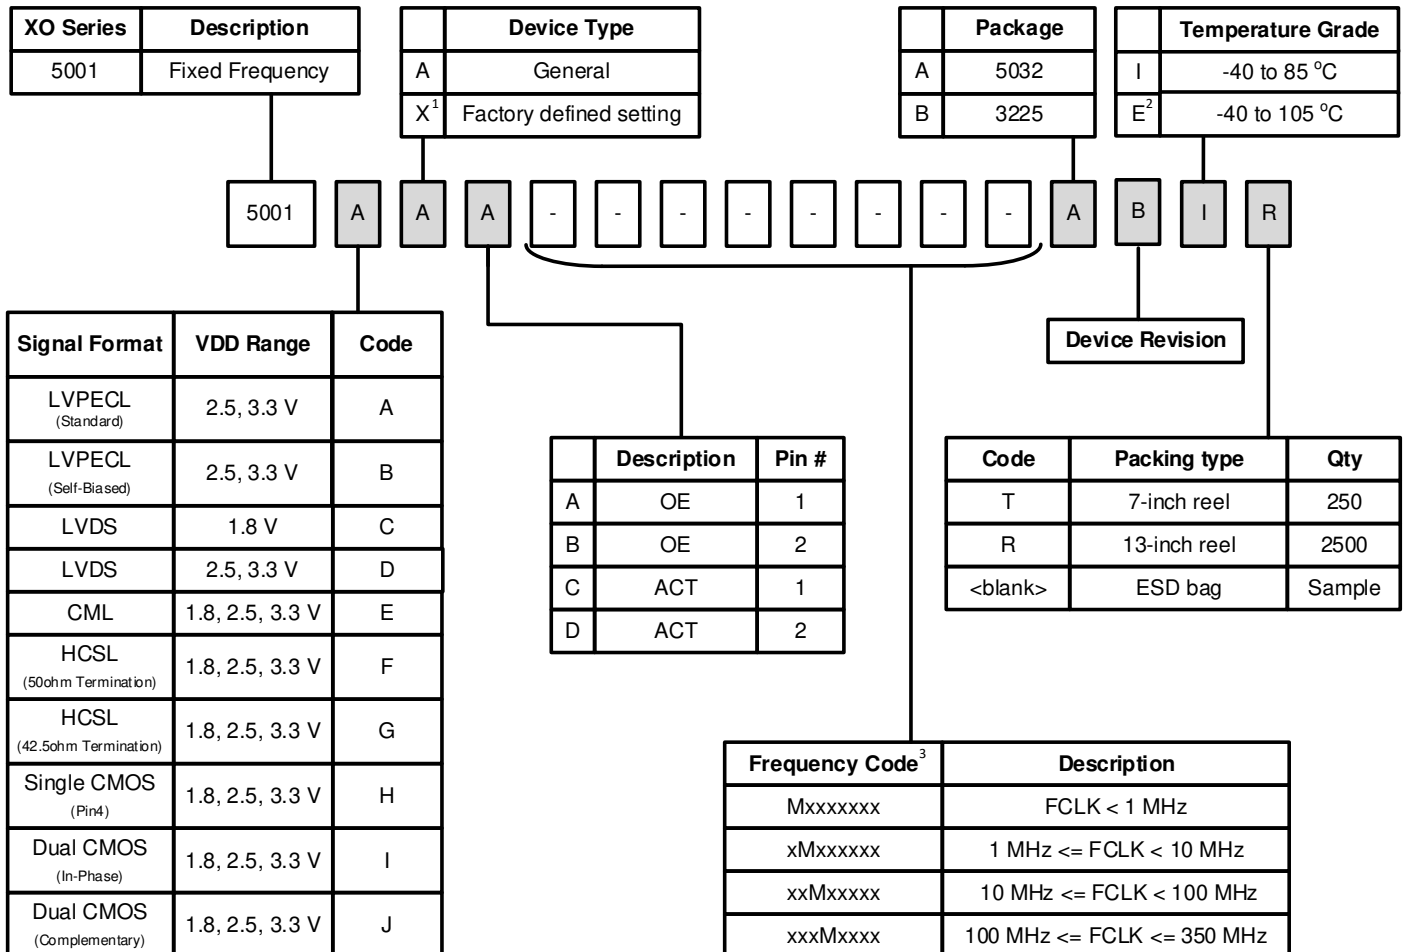 XO Series Description
5001 Fixed Frequency
Device Type
A General
X1 Factory defined setting
Package
A 5032
B 3225
Temperature Grade
I -40 to 85 °C
E2 -40 to 105 °C
5001 A A A - - - - - - - - A B I R
Device Revision
Signal Format VDD Range Code
LVPECL
(Standard)
2.5, 3.3 V A
LVPECL
(Self-Biased)
2.5, 3.3 V B
LVDS 1.8 V C
LVDS 2.5, 3.3 V D
CML 1.8, 2.5, 3.3 V E
HCSL
(50ohm Termination)
1.8, 2.5, 3.3 V F
HCSL
(42.5ohm Termination)
1.8, 2.5, 3.3 V G
Single CMOS
(Pin4)
1.8, 2.5, 3.3 V H
Dual CMOS
(In-Phase)
1.8, 2.5, 3.3 V I
Dual CMOS
(Complementary)
1.8, 2.5, 3.3 V J
Description Pin #
A OE 1
B OE 2
C ACT 1
D ACT 2
Code Packing type Qty
T 7-inch reel 250
R 13-inch reel 2500
<blank> ESD bag Sample
Frequency Code3 Description
Mxxxxxxx FCLK < 1 MHz
xMxxxxxx 1 MHz <= FCLK < 10 MHz
xxMxxxxx 10 MHz <= FCLK < 100 MHz
xxxMxxxx 100 MHz <= FCLK <= 350 MHz